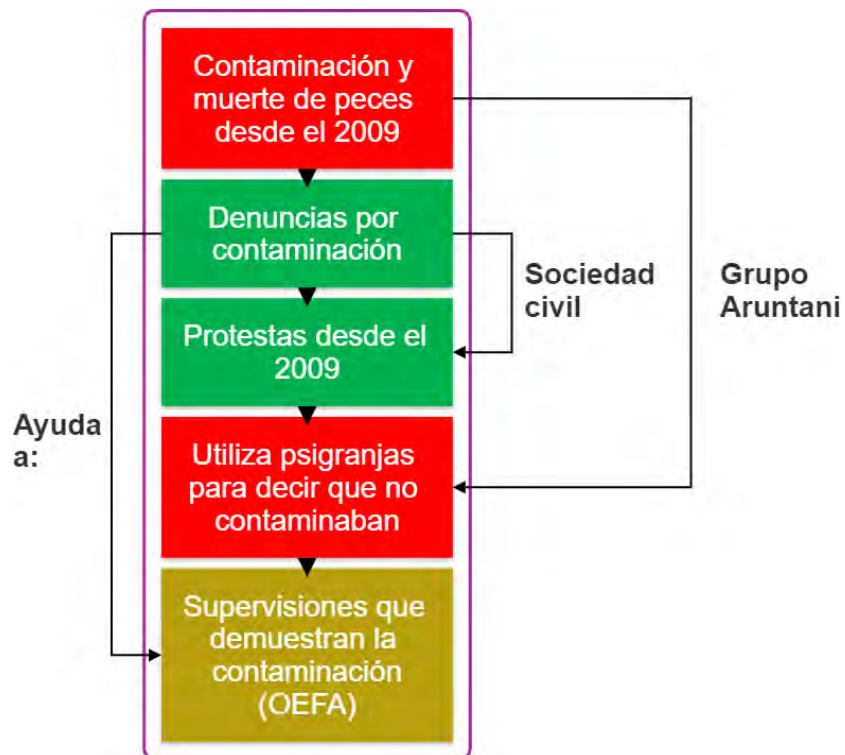 Contaminación y
muerte de peces
desde el 2009
Denuncias por
contaminación
Sociedad
civil
Grupo
Aruntani
Protestas desde el
2009
Ayuda
a:
Utiliza psigranjas
para decir que no
contaminaban
Supervisiones que
demuestran la
contaminación
(OEFA)